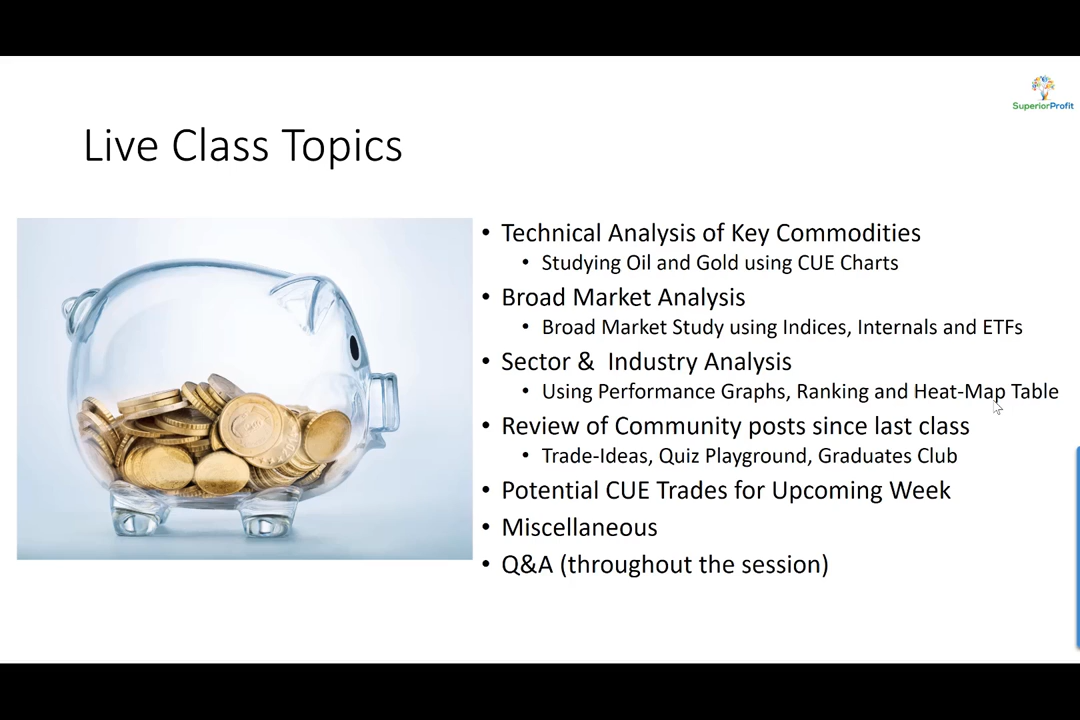 SuperiorProfit
Live Class Topics
• Technical Analysis of Key Commodities
• Studying Oil and Gold using CUE Charts
• Broad Market Analysis
• Broad Market Study using Indices, Internals and ETFs
• Sector & Industry Analysis
• Using Performance Graphs, Ranking and Heat-Map Table
• Review of Community posts since last class
• Trade-Ideas, Quiz Playground, Graduates Club
• Potential CUE Trades for Upcoming Week
• Miscellaneous
• Q&A (throughout the session)